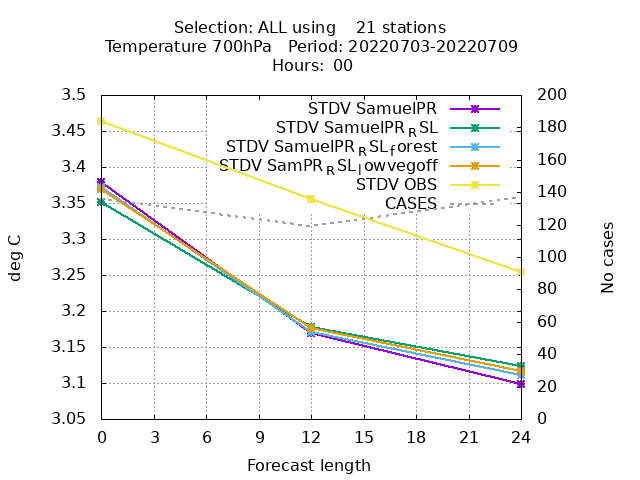 Selection: ALL using    21 stations
Temperature 700hPa   Period: 20220703-20220709
Hours:  00
3.5
3.45
3.4
3.35
3.3
3.25
3.2
3.15
3.1
3.05
deg C
STDV SamuelPR
STDV SamuelPR_RSL
STDV SamuelPR_RSL_forest
STDV SamPR_RSL_lowvegoff
STDV OBS
CASES
200
180
160
140
120
100
80
60
40
20
0
No cases
0 3 6 9 12 15 18 21 24
Forecast length